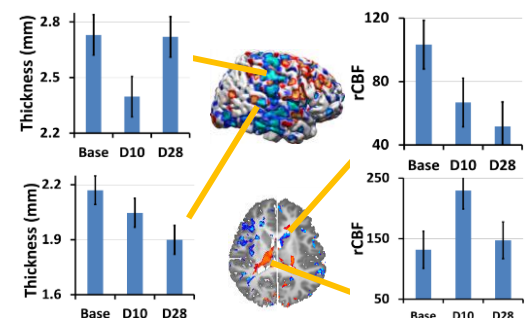 Thickness (mm)
2.8
2.5
2.2
Base D10 D28
rCBF
120
80
40
Base D10 D28
Thickness (mm)
2.2
1.9
1.6
Base D10 D28
rCBF
250
150
50
Base D10 D28